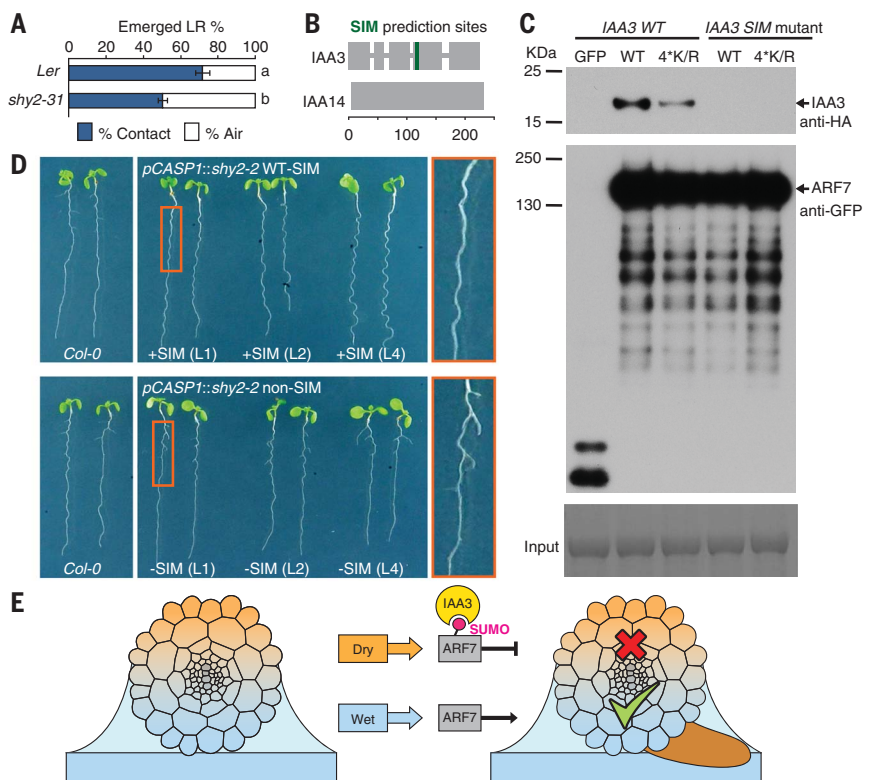 A
Emerged LR %
0 20 40 60 80 100
Ler a
shy2-31 b
% Contact % Air
B
SIM prediction sites
IAA3
IAA14
0 100 200
C
IAA3 WT IAA3 SIM mutant
KDa GFP WT 4*K/R WT 4*K/R
25
15
IAA3
anti-HA
250
130
ARF7
anti-GFP
Input
D
pCASP1::shy2-2 WT-SIM
Col-0 +SIM (L1) +SIM (L2) +SIM (L4)
pCASP1::shy2-2 non-SIM
Col-0 -SIM (L1) -SIM (L2) -SIM (L4)
E
IAA3
SUMO
Dry ARF7
Wet ARF7